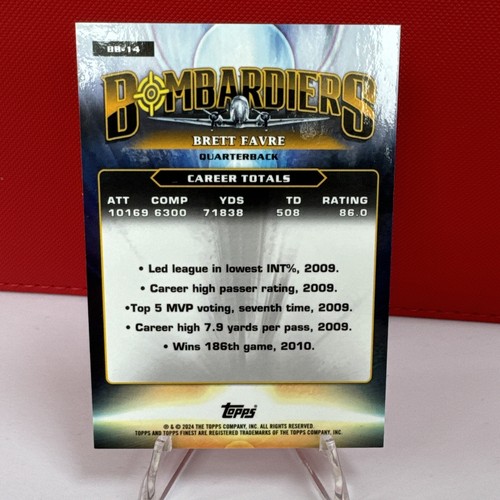 BB-14
BOMBARDIERS
BRETT FAVRE
QUARTERBACK
CAREER TOTALS
ATT COMP YDS TD RATING
10169 6300 71838 508 86.0
• Led league in lowest INT%, 2009.
• Career high passer rating, 2009.
•Top 5 MVP voting, seventh time, 2009.
• Career high 7.9 yards per pass, 2009.
• Wins 186th game, 2010.
Topps
® & © 2024 THE TOPPS COMPANY, INC. ALL RIGHTS RESERVED.
TOPPS AND TOPPS FINEST ARE REGISTERED TRADEMARKS OF THE TOPPS COMPANY, INC.